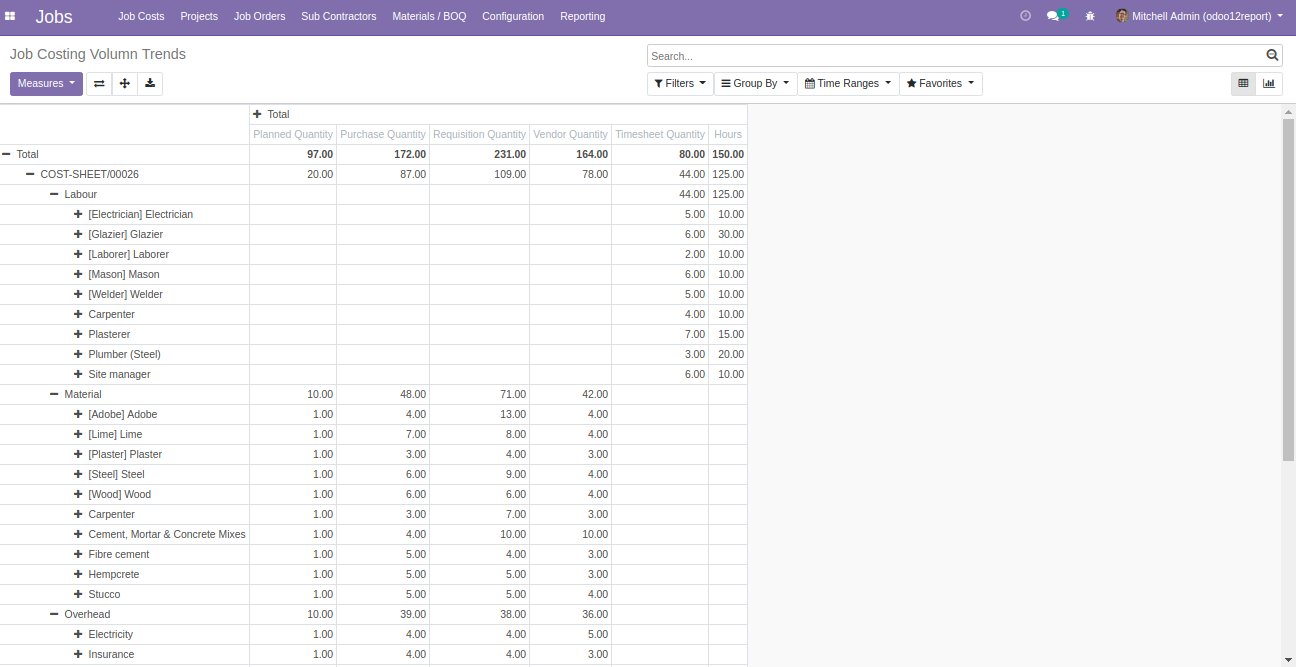 Jobs Job Costs Projects Job Orders Sub Contractors Materials / BOQ Configuration Reporting 1 Mitchell Admin (odoo12report)
Job Costing Volumn Trends Search...
Measures Filters Group By Time Ranges Favorites
Total
Planned Quantity Purchase Quantity Requisition Quantity Vendor Quantity Timesheet Quantity Hours
Total 97.00 172.00 231.00 164.00 80.00 150.00
COST-SHEET/00026 20.00 87.00 109.00 78.00 44.00 125.00
Labour 44.00 125.00
[Electrician] Electrician 5.00 10.00
[Glazier] Glazier 6.00 30.00
[Laborer] Laborer 2.00 10.00
[Mason] Mason 6.00 10.00
[Welder] Welder 5.00 10.00
Carpenter 4.00 10.00
Plasterer 7.00 15.00
Plumber (Steel) 3.00 20.00
Site manager 6.00 10.00
Material 10.00 48.00 71.00 42.00
[Adobe] Adobe 1.00 4.00 13.00 4.00
[Lime] Lime 1.00 7.00 8.00 4.00
[Plaster] Plaster 1.00 3.00 4.00 3.00
[Steel] Steel 1.00 6.00 9.00 4.00
[Wood] Wood 1.00 6.00 6.00 4.00
Carpenter 1.00 3.00 7.00 3.00
Cement, Mortar & Concrete Mixes 1.00 4.00 10.00 10.00
Fibre cement 1.00 5.00 4.00 3.00
Hempcrete 1.00 5.00 5.00 3.00
Stucco 1.00 5.00 5.00 4.00
Overhead 10.00 39.00 38.00 36.00
Electricity 1.00 4.00 4.00 5.00
Insurance 1.00 4.00 4.00 3.00